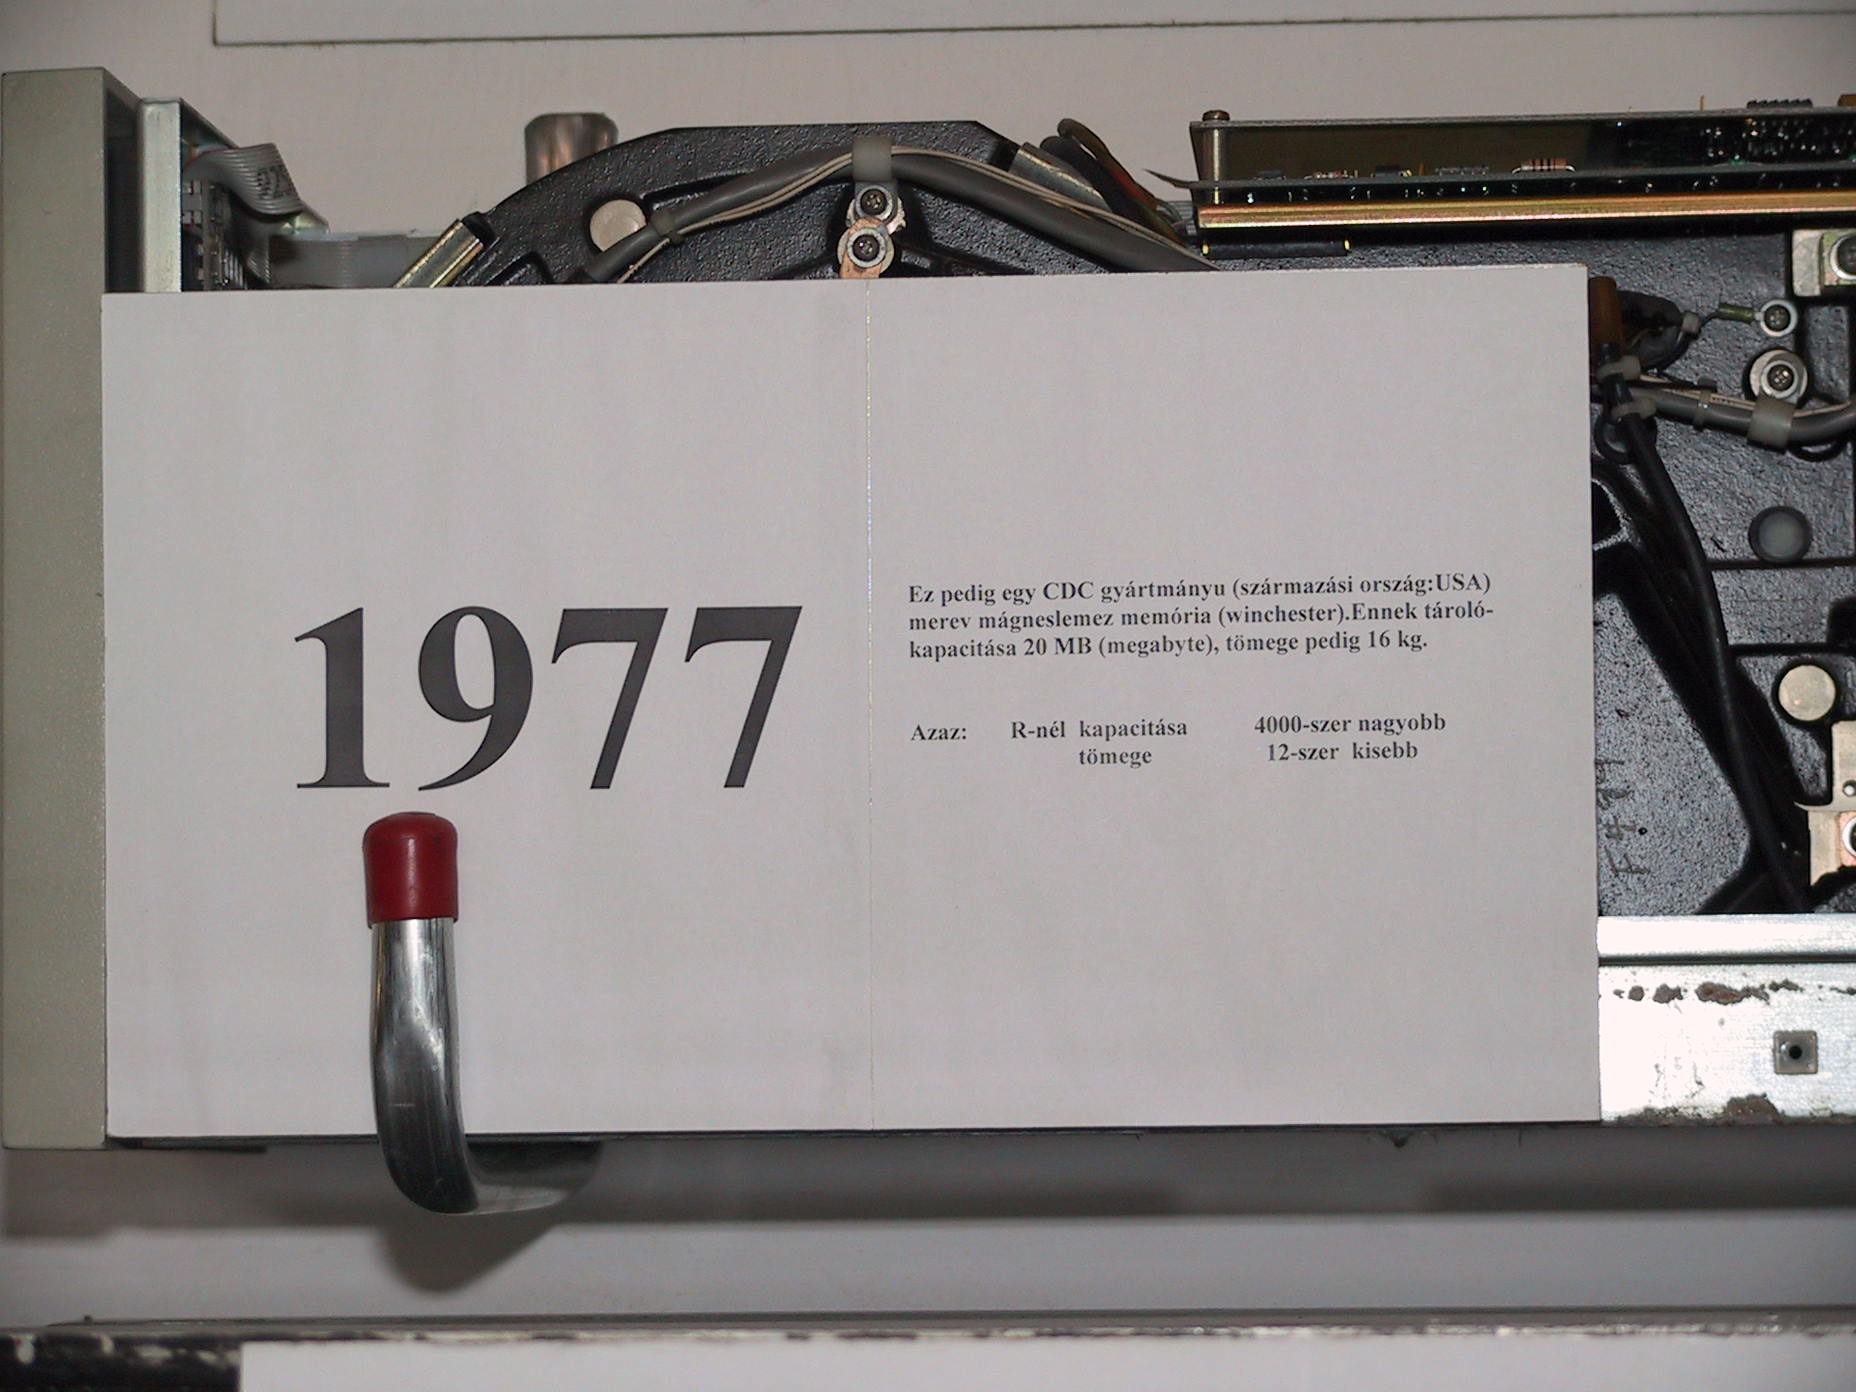 1977
Ez pedig egy CDC gyártmányu (származási ország:USA)
merev mágneslemez memória (winchester).Ennek tároló-
kapacitása 20 MB (megabyte), tömege pedig 16 kg.
Azaz: R-nél kapacitása 4000-szer nagyobb
tömege 12-szer kisebb